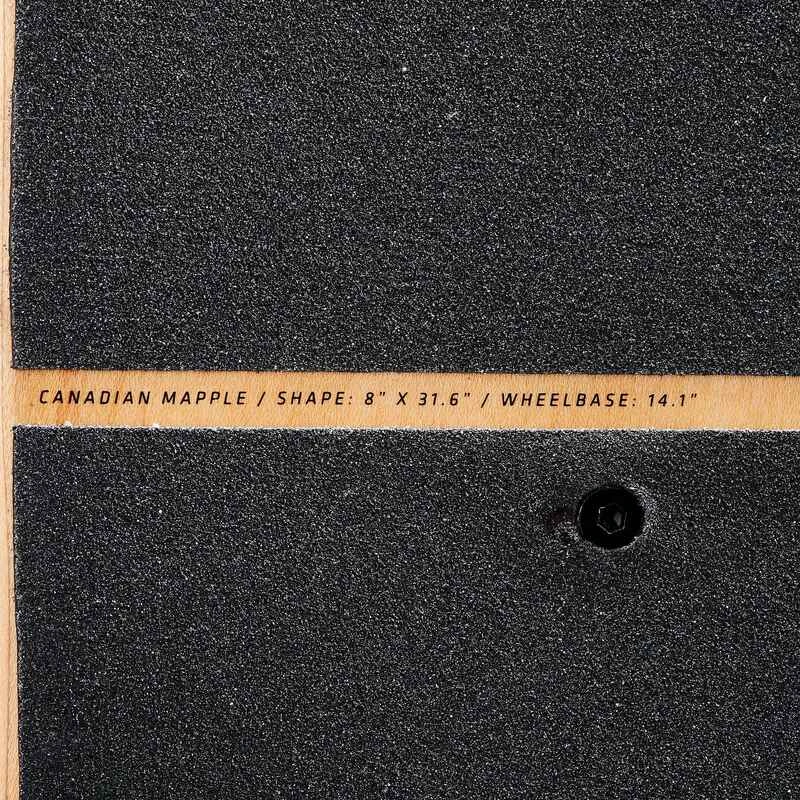 CANADIAN MAPPLE / SHAPE: 8" X 31.6" / WHEELBASE: 14.1"